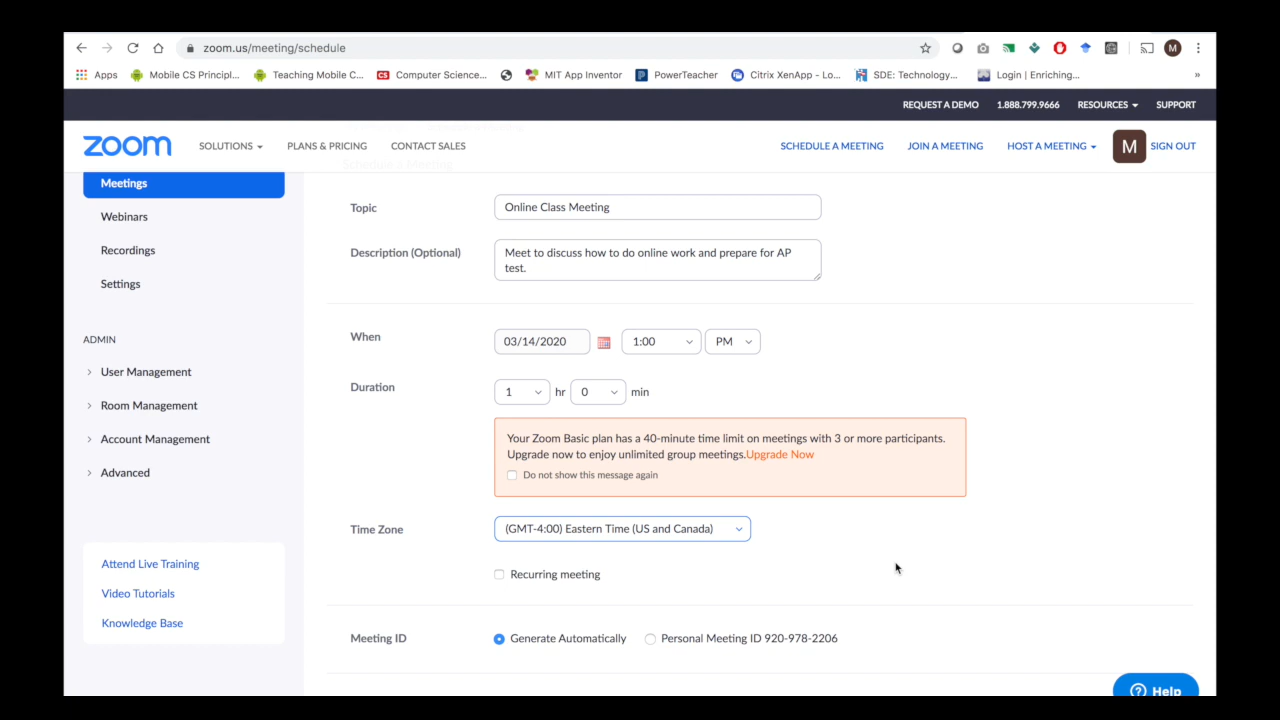 zoom.us/meeting/schedule
M
Apps
Mobile CS Principl...
Teaching Mobile C...
CS Computer Science...
MIT App Inventor
PowerTeacher
Citrix XenApp - Lo...
SDE: Technology...
Login | Enriching...
»
REQUEST A DEMO
1.888.799.9666
RESOURCES
SUPPORT
zoom
SOLUTIONS
PLANS & PRICING
CONTACT SALES
SCHEDULE A MEETING
JOIN A MEETING
HOST A MEETING
M
SIGN OUT
Meetings
Webinars
Recordings
Settings
ADMIN
User Management
Room Management
Account Management
Advanced
Attend Live Training
Video Tutorials
Knowledge Base
Topic
Online Class Meeting
Description (Optional)
Meet to discuss how to do online work and prepare for AP
test.
When
03/14/2020
1:00
PM
Duration
1 hr 0 min
Your Zoom Basic plan has a 40-minute time limit on meetings with 3 or more participants.
Upgrade now to enjoy unlimited group meetings.Upgrade Now
Do not show this message again
Time Zone
(GMT-4:00) Eastern Time (US and Canada)
Recurring meeting
Meeting ID
Generate Automatically
Personal Meeting ID 920-978-2206
Help